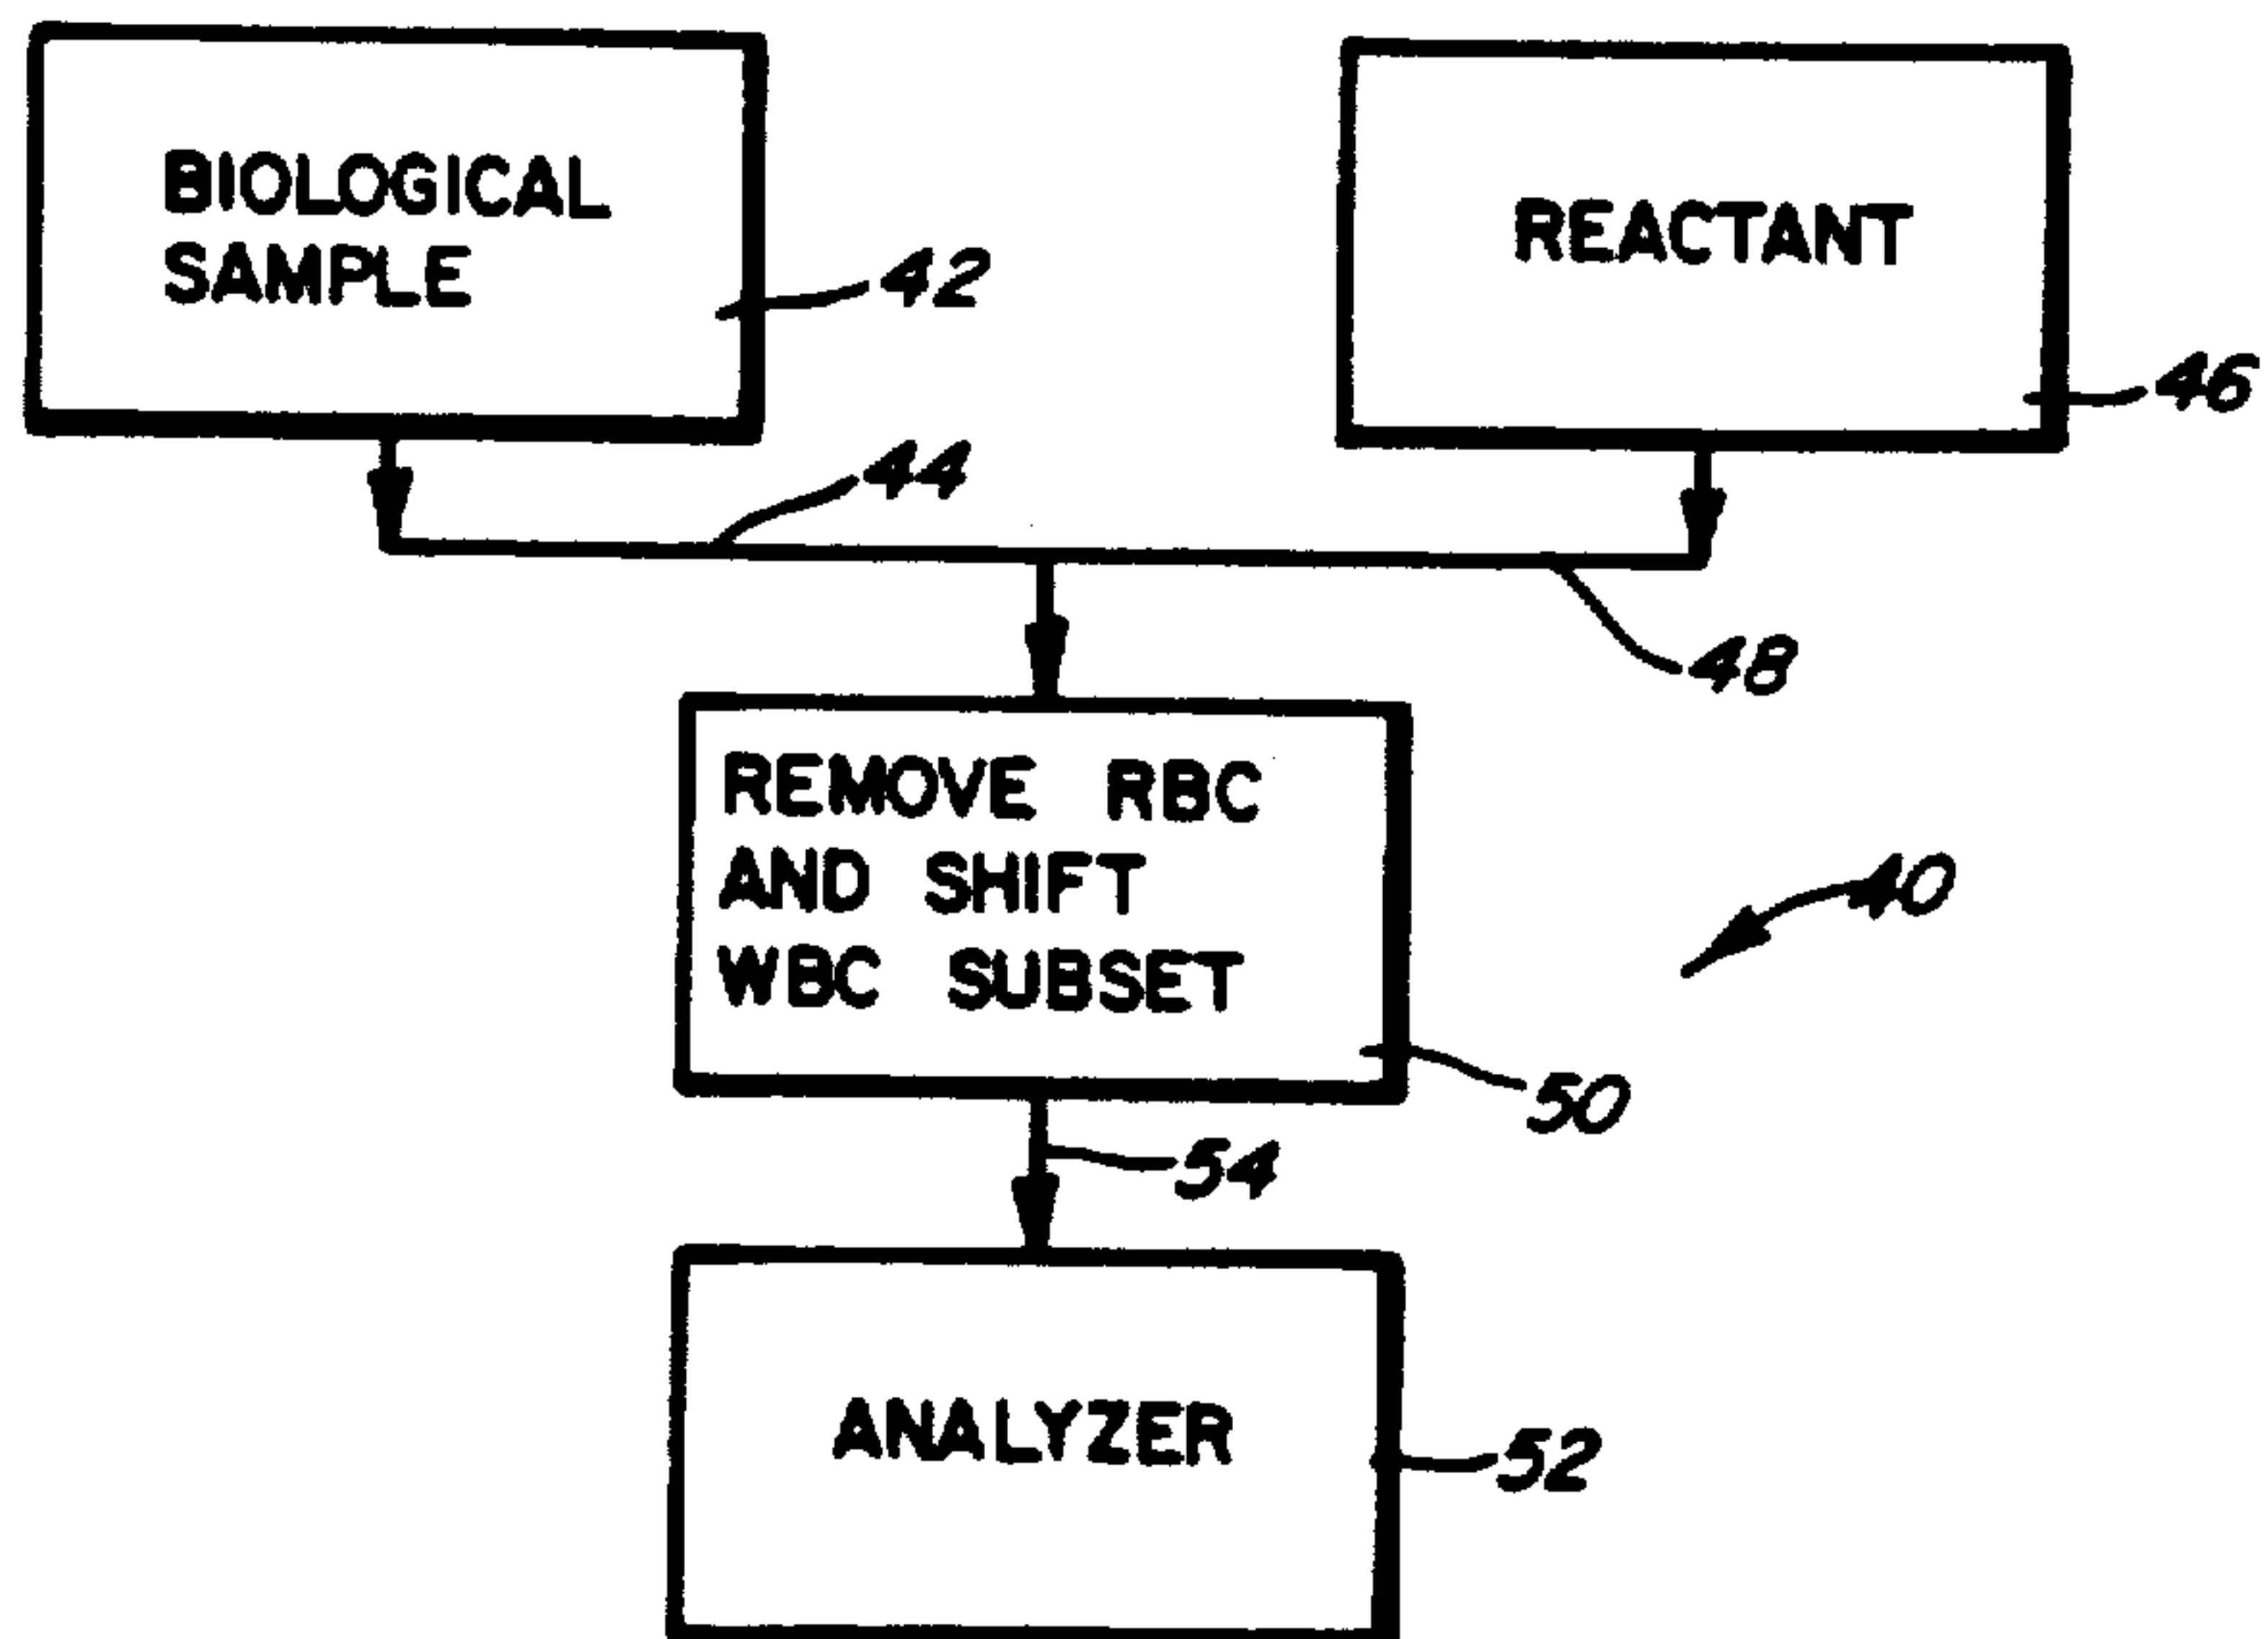 BIOLOGICAL
SAMPLE
42
REACTANT
46
44
48
REMOVE RBC
AND SHIFT
WBC SUBSET
40
50
54
ANALYZER
52